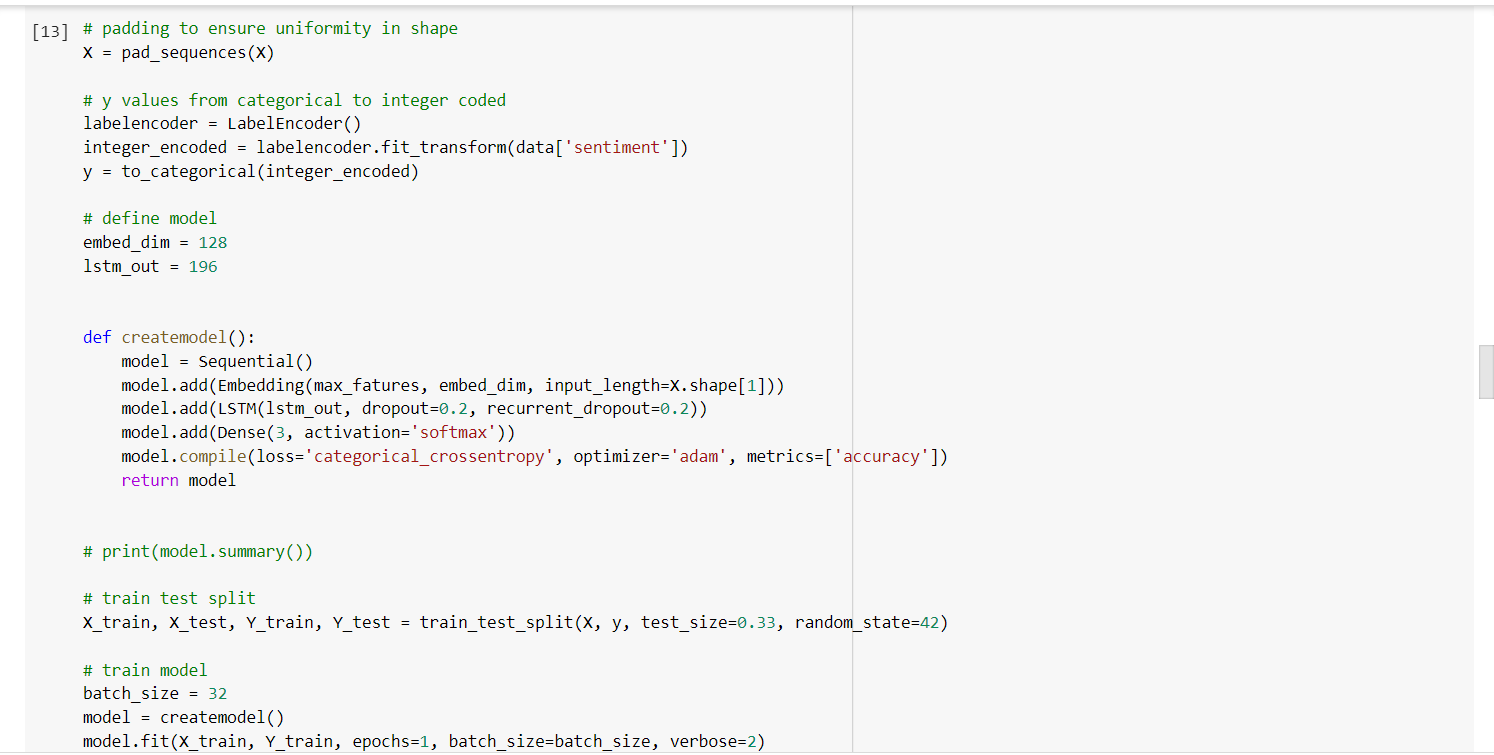 [13] # padding to ensure uniformity in shape
X = pad_sequences(X)
# y values from categorical to integer coded
labelencoder = LabelEncoder()
integer_encoded = labelencoder.fit_transform(data['sentiment'])
y = to_categorical(integer_encoded)
# define model
embed_dim = 128
lstm_out = 196
def createmodel():
    model = Sequential()
    model.add(Embedding(max_fatures, embed_dim, input_length=X.shape[1]))
    model.add(LSTM(lstm_out, dropout=0.2, recurrent_dropout=0.2))
    model.add(Dense(3, activation='softmax'))
    model.compile(loss='categorical_crossentropy', optimizer='adam', metrics=['accuracy'])
    return model
# print(model.summary())
# train test split
X_train, X_test, Y_train, Y_test = train_test_split(X, y, test_size=0.33, random_state=42)
# train model
batch_size = 32
model = createmodel()
model.fit(X_train, Y_train, epochs=1, batch_size=batch_size, verbose=2)